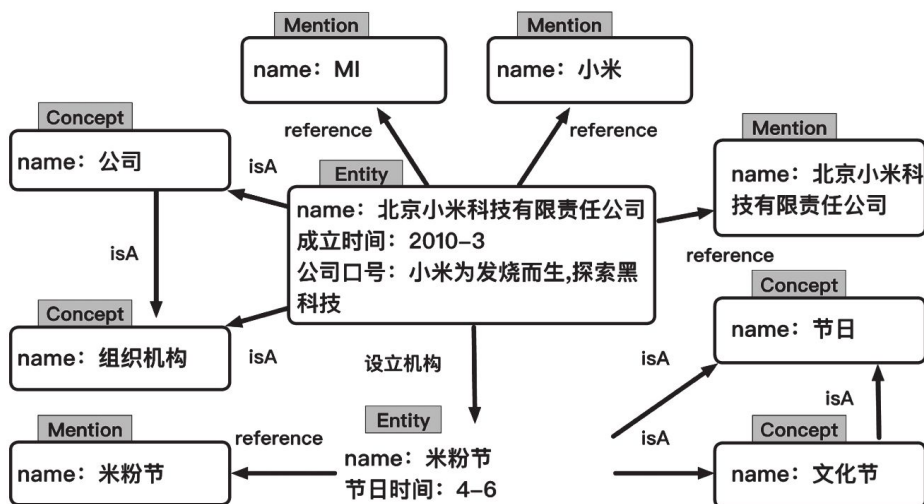 Mention
name：MI
Mention
name：小米
reference
reference
Concept
name：公司
isA
Entity
name：北京小米科技有限责任公司
成立时间：2010-3
公司口号：小米为发烧而生,探索黑
科技
Mention
name：北京小米科
技有限责任公司
reference
isA
Concept
name：组织机构
isA
设立机构
Concept
name：节日
isA
isA
Mention
name：米粉节
reference
Entity
name：米粉节
节日时间：4-6
isA
Concept
name：文化节